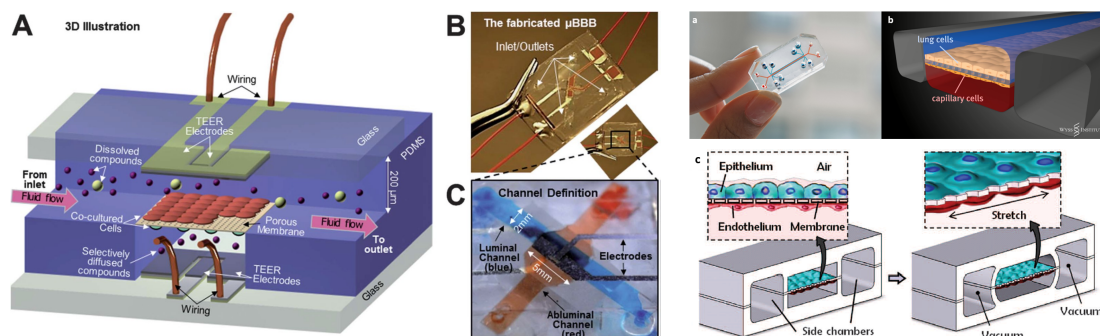 A
3D Illustration
Wiring
TEER
Electrodes
Glass
PDMS
Dissolved
compounds
200 µm
From
inlet
Fluid flow
Fluid flow
To
outlet
Co-cultured
Cells
Porous
Membrane
Selectively
diffused
compounds
TEER
Electrodes
Wiring
Glass
B
The fabricated µBBB
Inlet/Outlets
C
Channel Definition
2mm
Luminal
Channel
(blue)
5mm
Electrodes
Abluminal
Channel
(red)
a
b
lung cells
capillary cells
c
Epithelium
Air
Endothelium
Membrane
Stretch
Side chambers
Vacuum
Vacuum